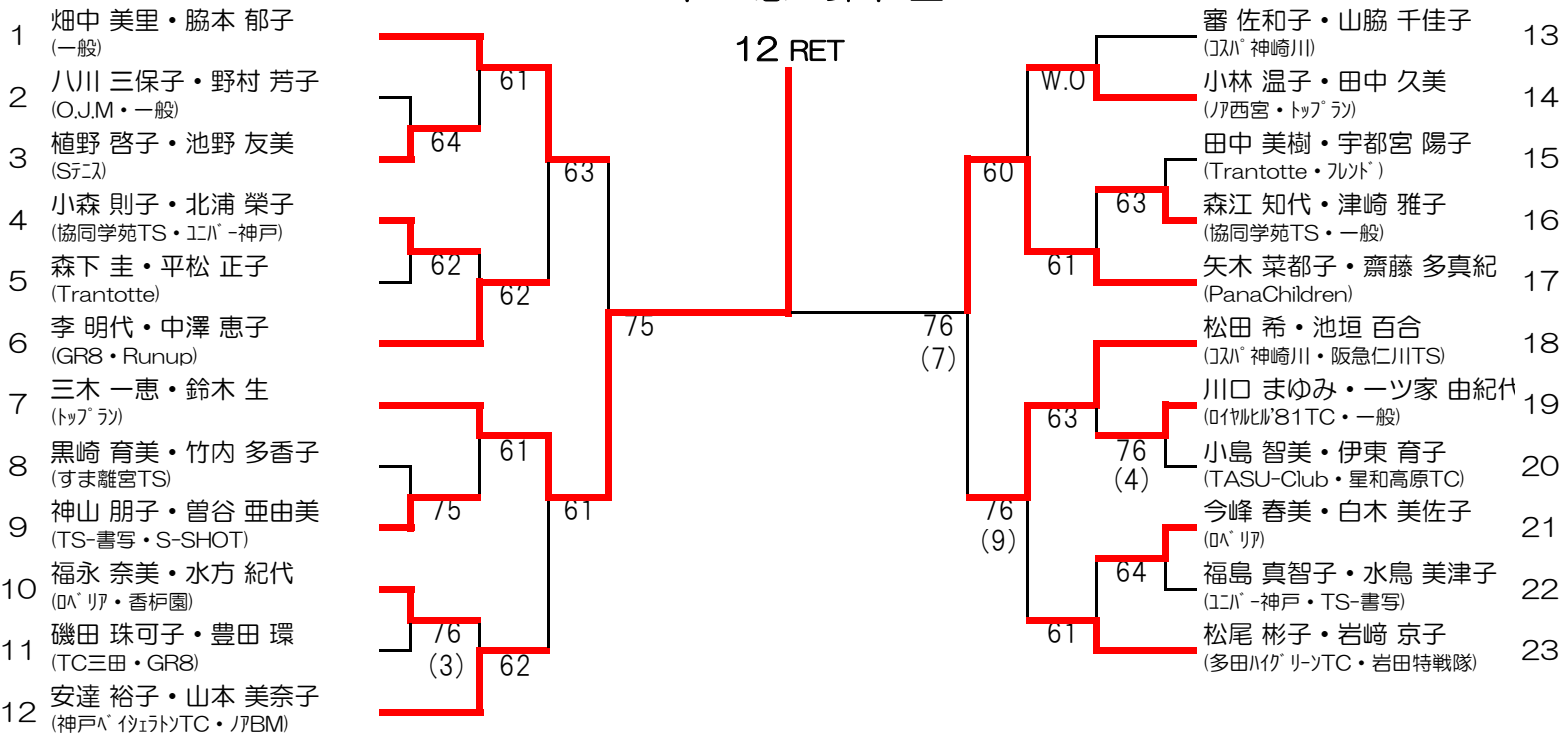 12 RET
1
畑中 美里・脇本 郁子
(一般)
2
八川 三保子・野村 芳子
(O.J.M・一般)
3
植野 啓子・池野 友美
(Sﾃﾆｽ)
4
小森 則子・北浦 榮子
(協同学苑TS・ﾕﾆﾊﾞｰ神戸)
5
森下 圭・平松 正子
(Trantotte)
6
李 明代・中澤 恵子
(GR8・Runup)
7
三木 一恵・鈴木 生
(ﾄｯﾌﾟﾗﾝ)
8
黒崎 育美・竹内 多香子
(すま離宮TS)
9
神山 朋子・曽谷 亜由美
(TS-書写・S-SHOT)
10
福永 奈美・水方 紀代
(ﾛﾍﾞﾘｱ・香枦園)
11
磯田 珠可子・豊田 環
(TC三田・GR8)
12
安達 裕子・山本 美奈子
(神戸ﾍﾞｲｼｪﾗﾄﾝTC・ﾉｱBM)
61
64
63
62
62
75
61
75
61
76
(3)
62
審 佐和子・山脇 千佳子
(ｺｽﾊﾟ神崎川)
13
小林 温子・田中 久美
(ﾉｱ西宮・ﾄｯﾌﾟﾗﾝ)
14
田中 美樹・宇都宮 陽子
(Trantotte・ﾌﾚﾝﾄﾞ)
15
森江 知代・津崎 雅子
(協同学苑TS・一般)
16
矢木 菜都子・齋藤 多真紀
(PanaChildren)
17
松田 希・池垣 百合
(ｺｽﾊﾟ神崎川・阪急仁川TS)
18
川口 まゆみ・一ツ家 由紀代
(ﾛｲﾔﾙﾋﾙ'81TC・一般)
19
小島 智美・伊東 育子
(TASU-Club・星和高原TC)
20
今峰 春美・白木 美佐子
(ﾛﾍﾞﾘｱ)
21
福島 真智子・水鳥 美津子
(ﾕﾆﾊﾞｰ神戸・TS-書写)
22
松尾 彬子・岩﨑 京子
(多田ﾊｲｸﾞﾘｰﾝTC・岩田特戦隊)
23
W.O
60
63
61
76
(7)
63
76
(4)
76
(9)
64
61